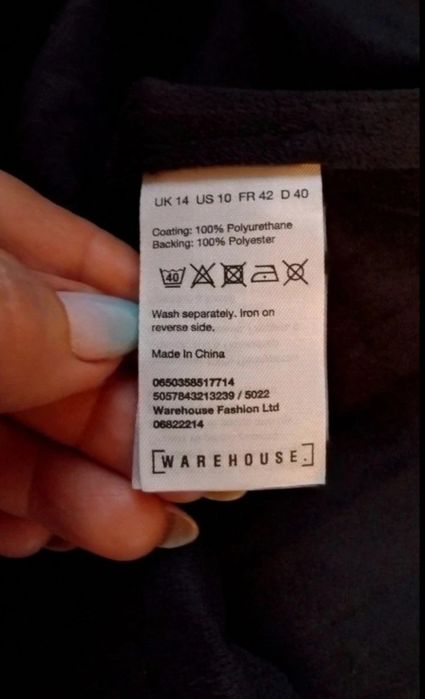 UK 14 US 10 FR 42 D 40
Coating: 100% Polyurethane
Backing: 100% Polyester
40
Wash separately. Iron on
reverse side.
Made In China
0650358517714
5057843213239 / 5022
Warehouse Fashion Ltd
06822214
[WAREHOUSE.]